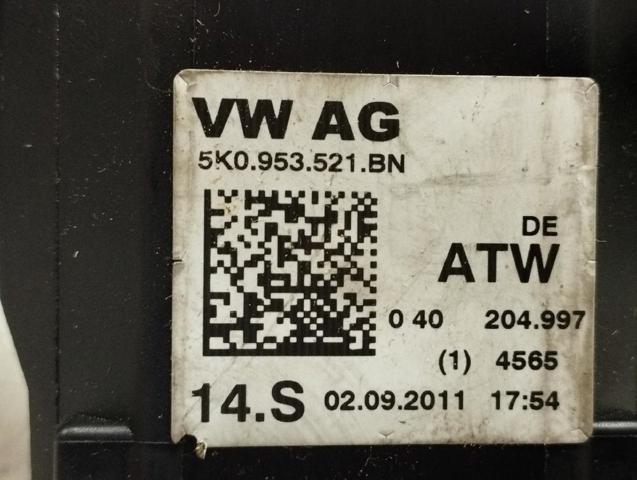 VW AG
5K0.953.521.BN
DE
ATW
0 40 204.997
(1) 4565
14.S 02.09.2011 17:54